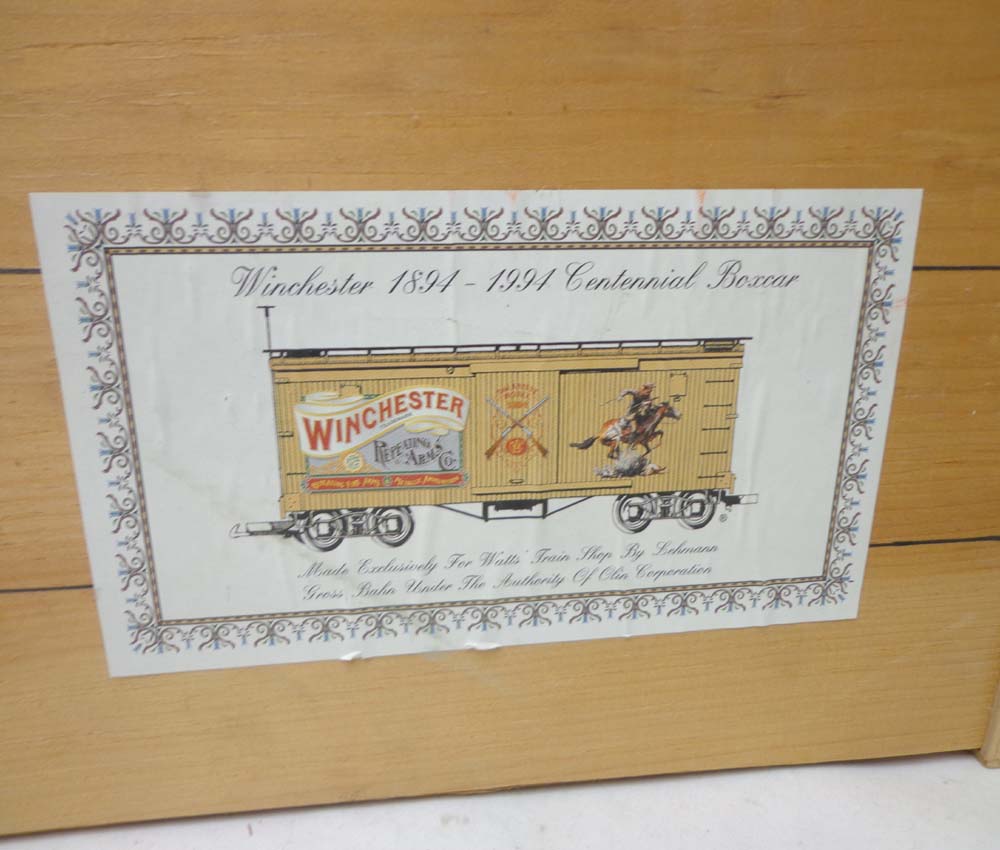 Winchester 1894 - 1994 Centennial Boxcar
WINCHESTER
REPEATING
ARMS CO.
®
Made Exclusively For Watts' Train Shop By Lehmann
Gross Bahn Under The Authority Of Olin Corporation